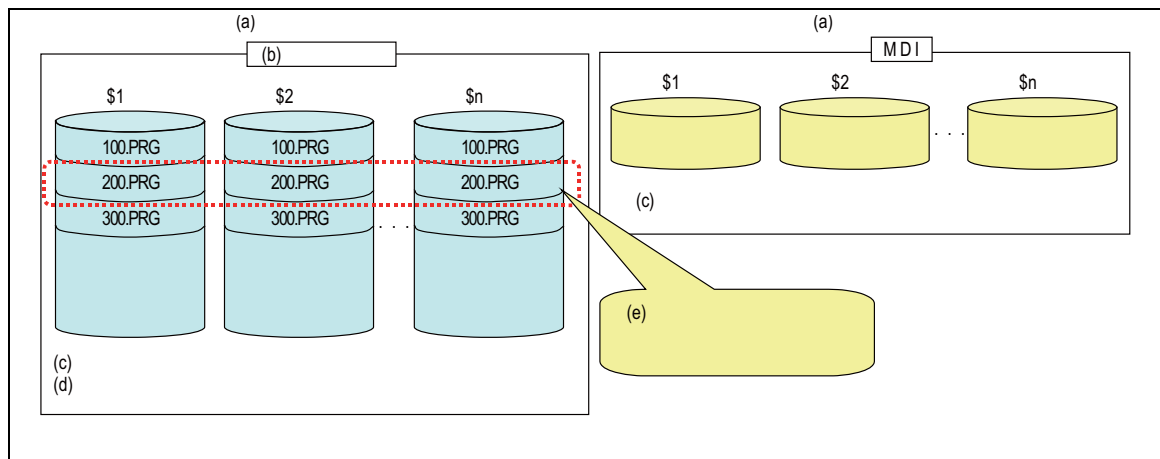 (a)
(b)
$1 $2 $n
100.PRG 100.PRG 100.PRG
200.PRG 200.PRG 200.PRG
300.PRG 300.PRG . . . . 300.PRG
(c)
(d)
(a)
MDI
$1 $2 $n
. . . .
(c)
(e)